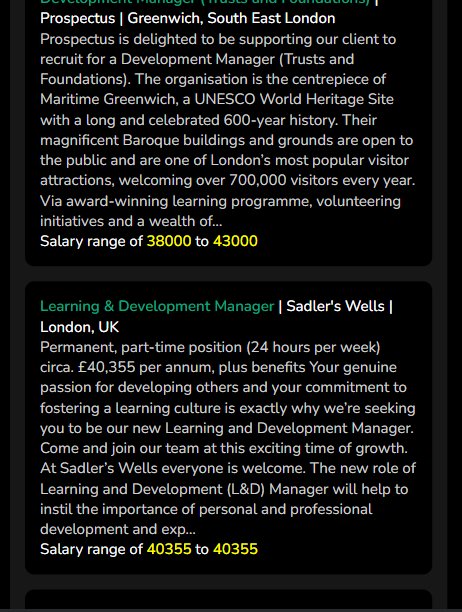 Development Manager (Trusts and Foundations) |
Prospectus | Greenwich, South East London
Prospectus is delighted to be supporting our client to
recruit for a Development Manager (Trusts and
Foundations). The organisation is the centrepiece of
Maritime Greenwich, a UNESCO World Heritage Site
with a long and celebrated 600-year history. Their
magnificent Baroque buildings and grounds are open to
the public and are one of London’s most popular visitor
attractions, welcoming over 700,000 visitors every year.
Via award-winning learning programme, volunteering
initiatives and a wealth of...
Salary range of 38000 to 43000
Learning & Development Manager | Sadler's Wells |
London, UK
Permanent, part-time position (24 hours per week)
circa. £40,355 per annum, plus benefits Your genuine
passion for developing others and your commitment to
fostering a learning culture is exactly why we’re seeking
you to be our new Learning and Development Manager.
Come and join our team at this exciting time of growth.
At Sadler’s Wells everyone is welcome. The new role of
Learning and Development (L&D) Manager will help to
instil the importance of personal and professional
development and exp...
Salary range of 40355 to 40355